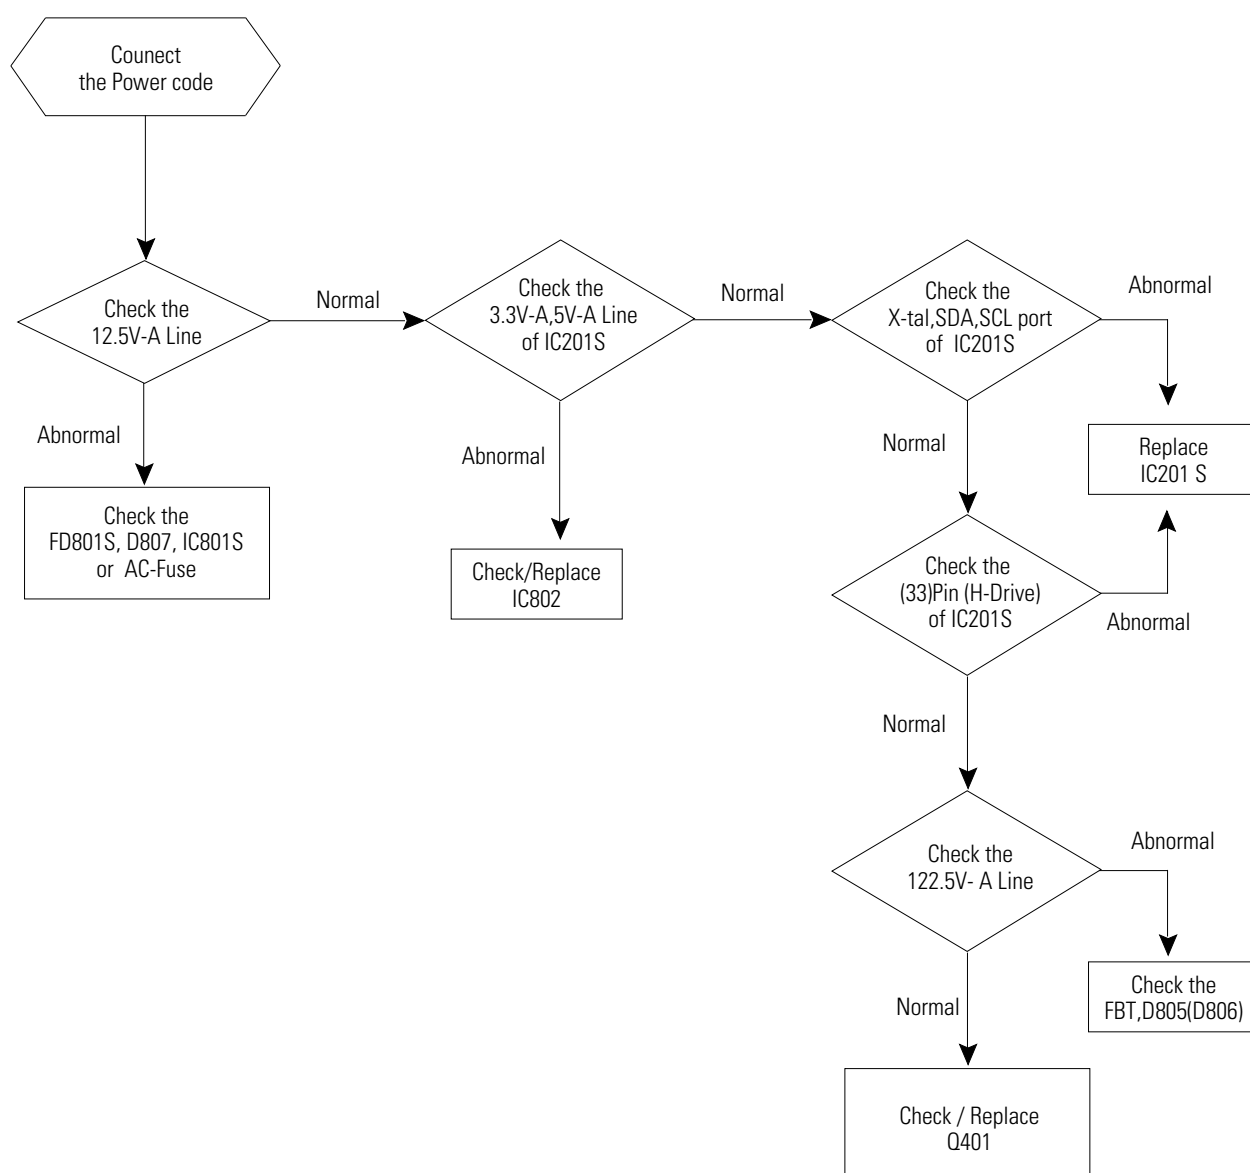 Counect
the Power code
Check the
12.5V-A Line
Normal
Check the
3.3V-A,5V-A Line
of IC201S
Normal
Check the
X-tal,SDA,SCL port
of IC201S
Abnormal
Abnormal
Check the
FD801S, D807, IC801S
or AC-Fuse
Abnormal
Check/Replace
IC802
Normal
Replace
IC201 S
Check the
(33)Pin (H-Drive)
of IC201S
Abnormal
Normal
Check the
122.5V- A Line
Abnormal
Check the
FBT,D805(D806)
Normal
Check / Replace
Q401